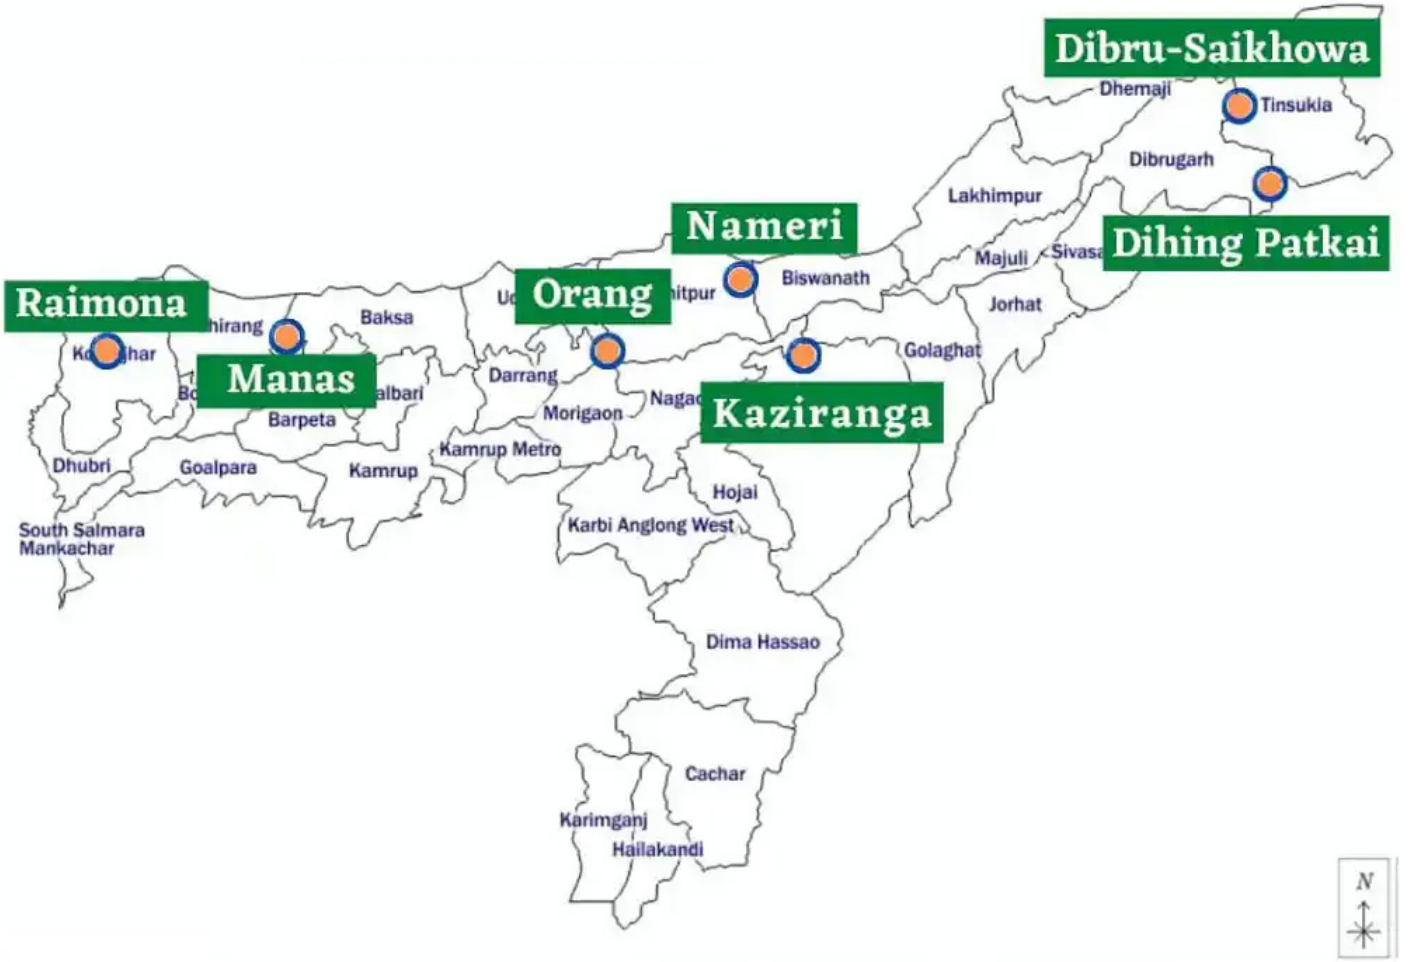 Dibru-Saikhowa
Dhemaji
Tinsukia
Dibrugarh
Lakhimpur
Nameri
Dihing Patkai
Majuli
Biswanath
Orang
Jorhat
Raimona
Baksa
Golaghat
Manas
Darrang
Kaziranga
Morigaon
Barpeta
Kamrup Metro
Dhubri
Goalpara
Kamrup
Hojai
Karbi Anglong West
South Salmara
Mankachar
Dima Hassao
Cachar
Karimganj
Hailakandi
N